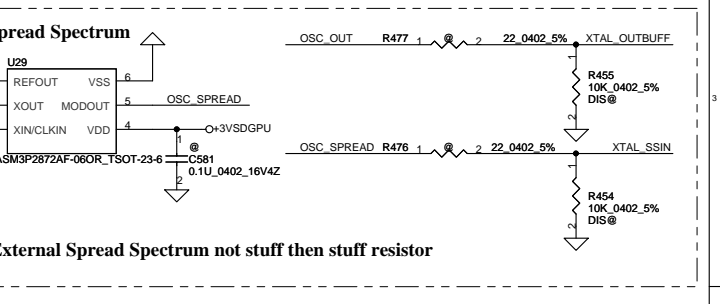 pread Spectrum
U29
REFOUT
VSS
6
XOUT
MODOUT
5
OSC_SPREAD
XIN/CLKIN
VDD
4
+3VSDGPU
ASM3P2872AF-06OR_TSOT-23-6
1
@
C581
0.1U_0402_16V4Z
2
OSC_OUT
R477
1
@
2
22_0402_5%
XTAL_OUTBUFF
1
R455
10K_0402_5%
DIS@
2
3
OSC_SPREAD
R476
1
@
2
22_0402_5%
XTAL_SSIN
1
R454
10K_0402_5%
DIS@
2
External Spread Spectrum not stuff then stuff resistor